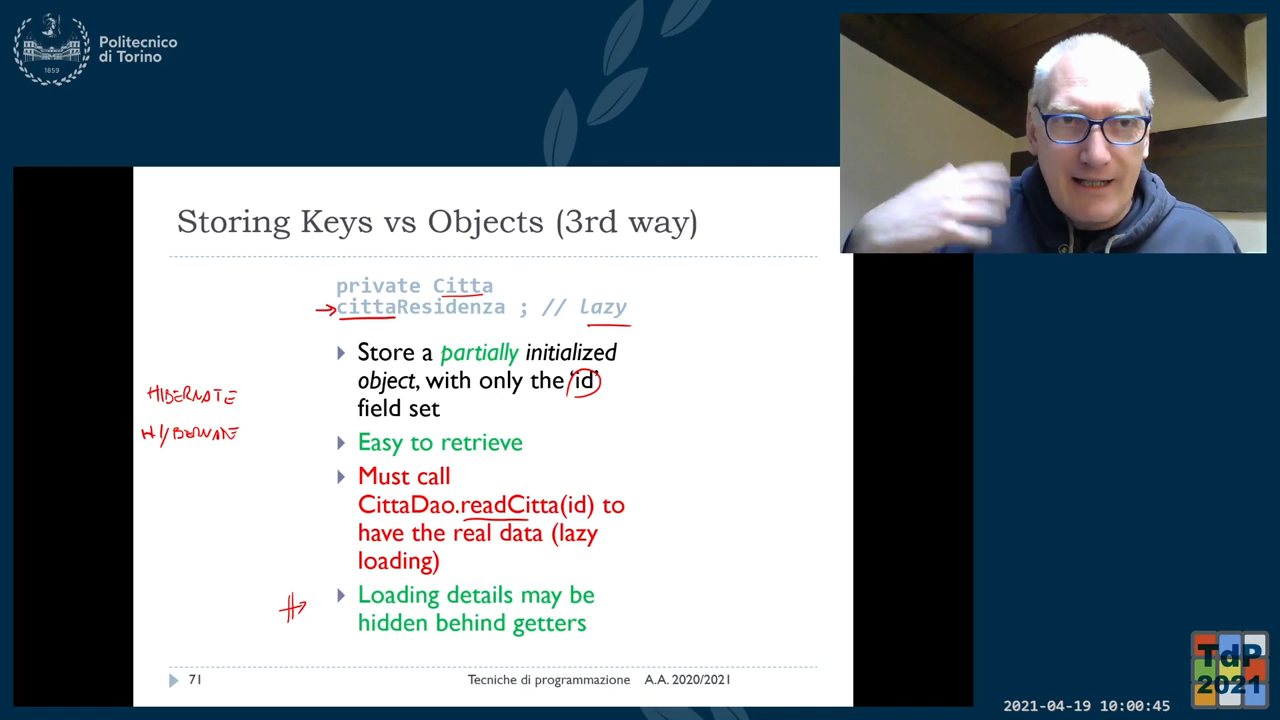 Politecnico
di Torino
1859
Storing Keys vs Objects (3rd way)
private Citta
cittaResidenza ; // lazy
Store a partially initialized
object, with only the 'id'
field set
HIBERNATE
HIBERNATE
Easy to retrieve
Must call
CittaDao.readCitta(id) to
have the real data (lazy
loading)
Loading details may be
hidden behind getters
71
Tecniche di programmazione A.A. 2020/2021
TdP
2021
2021-04-19 10:00:45